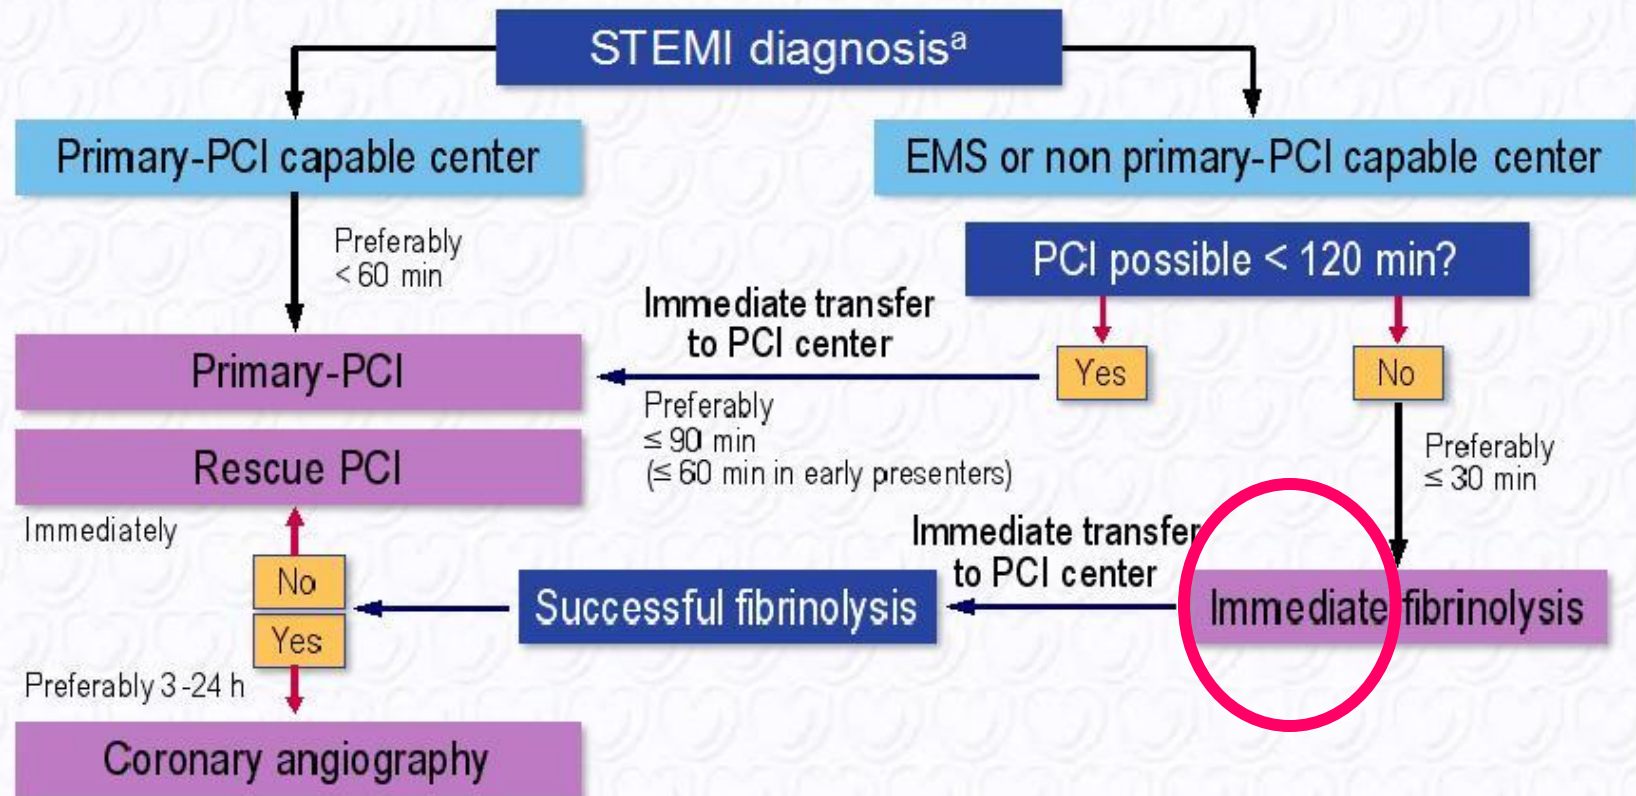 STEMI diagnosisᵃ
Primary-PCI capable center
EMS or non primary-PCI capable center
Preferably
< 60 min
PCI possible < 120 min?
Immediate transfer
to PCI center
Yes
No
Primary-PCI
Preferably
≤ 90 min
(≤ 60 min in early presenters)
Preferably
≤ 30 min
Rescue PCI
Immediately
Immediate transfer
to PCI center
No
Yes
Successful fibrinolysis
Immediate fibrinolysis
Preferably 3-24 h
Coronary angiography